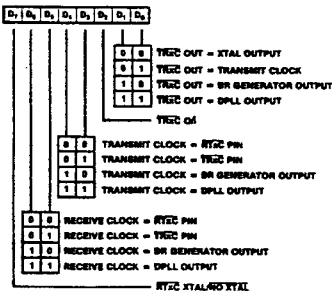 D7 D6 D5 D4 D3 D2 D1 D0
0 0 TRxC OUT = XTAL OUTPUT
0 1 TRxC OUT = TRANSMIT CLOCK
1 0 TRxC OUT = BR GENERATOR OUTPUT
1 1 TRxC OUT = DPLL OUTPUT
TRxC O/I
0 0 TRANSMIT CLOCK = RTxC PIN
0 1 TRANSMIT CLOCK = TRxC PIN
1 0 TRANSMIT CLOCK = BR GENERATOR OUTPUT
1 1 TRANSMIT CLOCK = DPLL OUTPUT
0 0 RECEIVE CLOCK = RTxC PIN
0 1 RECEIVE CLOCK = TRxC PIN
1 0 RECEIVE CLOCK = BR GENERATOR OUTPUT
1 1 RECEIVE CLOCK = DPLL OUTPUT
RTxC XTAL/NO XTAL